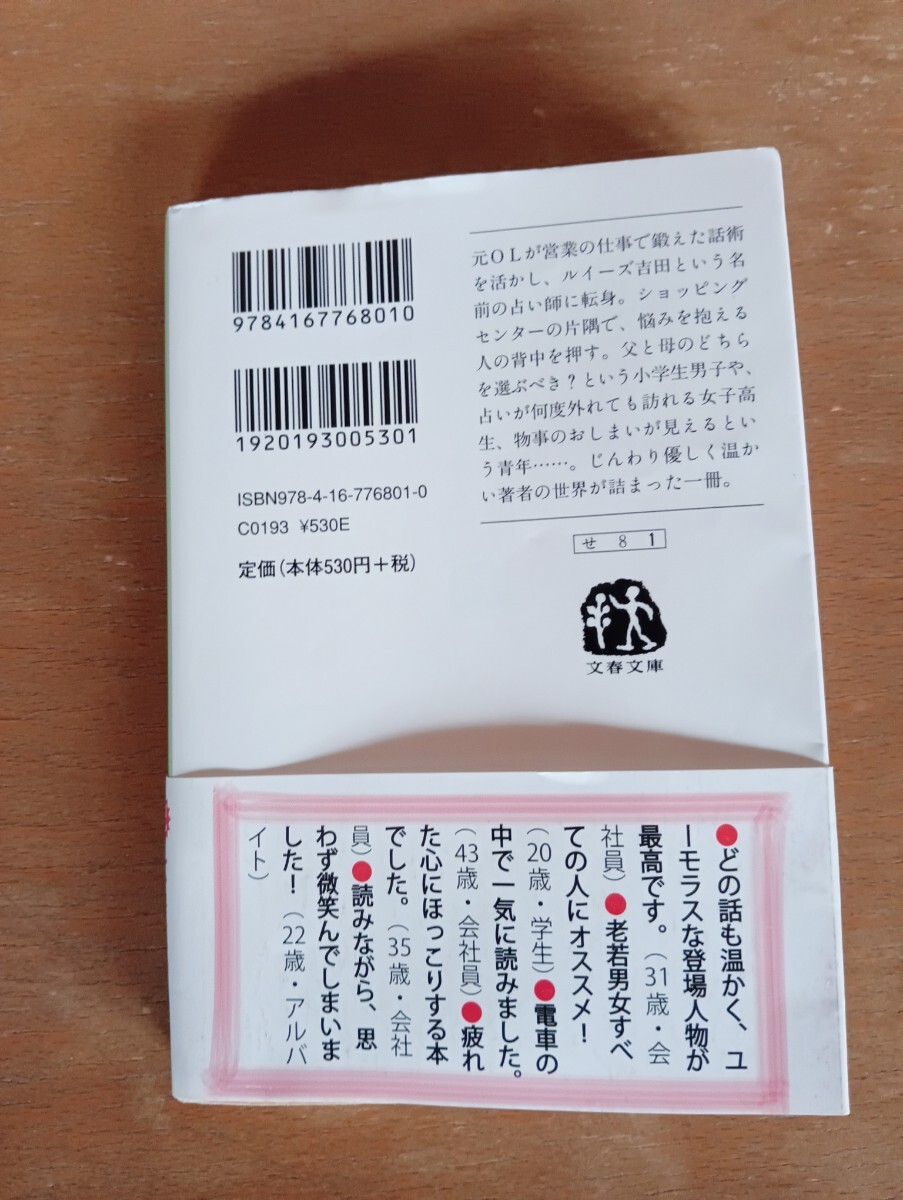 9784167768010
1920193005301
ISBN978-4-16-776801-0
C0193 ¥530E
定価(本体530円+税)
元OLが営業の仕事で鍛えた話術
を活かし、ルイーズ吉田という名
前の占い師に転身。ショッピング
センターの片隅で、悩みを抱える
人の背中を押す。父と母のどちら
を選ぶべき?という小学生男子や、
占いが何度外れても訪れる女子高
生、物事のおしまいが見えるとい
う青年……。じんわり優しく温か
い著者の世界が詰まった一冊。
せ 8 1
文春文庫
●どの話も温かく、ユ
ーモラスな登場人物が
最高です。(31歳・会
社員)●老若男女すべ
ての人にオススメ!
(20歳・学生)●電車の
中で一気に読みました。
(43歳・会社員)●疲れ
た心にほっこりする本
でした。(35歳・会社
員)●読みながら、思
わず微笑んでしまいま
した!(22歳・アルバ
イト)